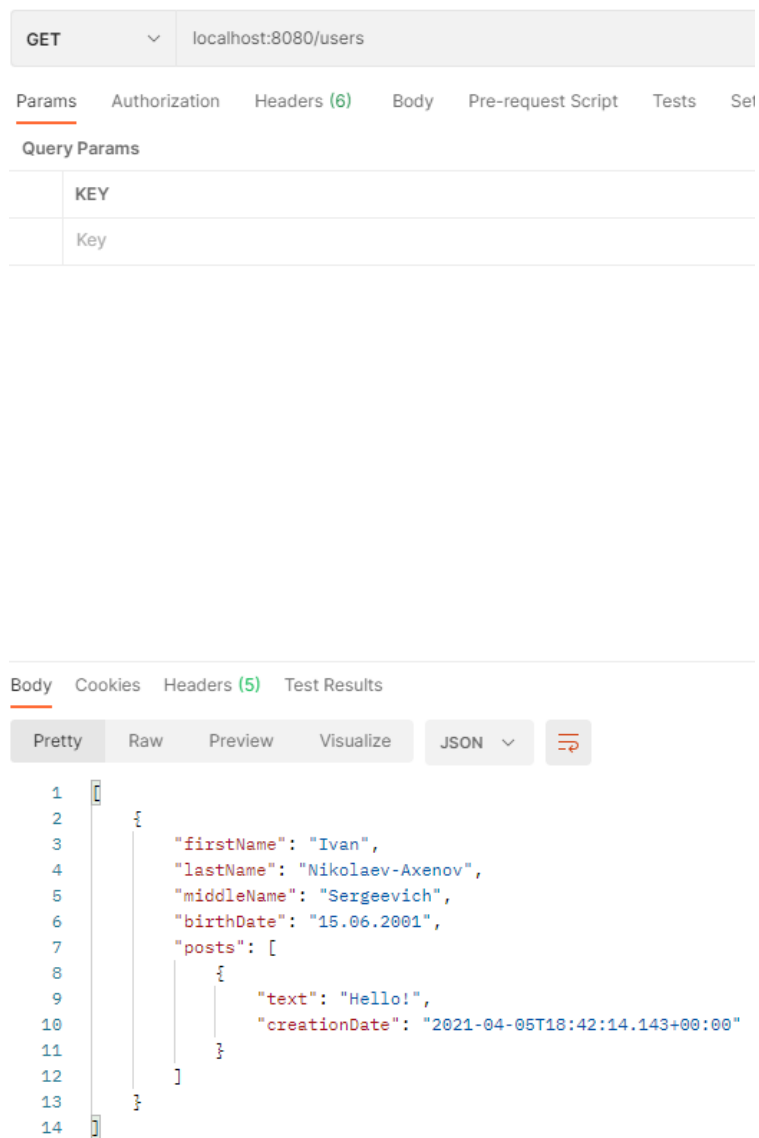 GET localhost:8080/users
Params Authorization Headers (6) Body Pre-request Script Tests Set
Query Params
KEY
Key
Body Cookies Headers (5) Test Results
Pretty Raw Preview Visualize JSON
1 [
2 {
3 "firstName": "Ivan",
4 "lastName": "Nikolaev-Axenov",
5 "middleName": "Sergeevich",
6 "birthDate": "15.06.2001",
7 "posts": [
8 {
9 "text": "Hello!",
10 "creationDate": "2021-04-05T18:42:14.143+00:00"
11 }
12 ]
13 }
14 ]